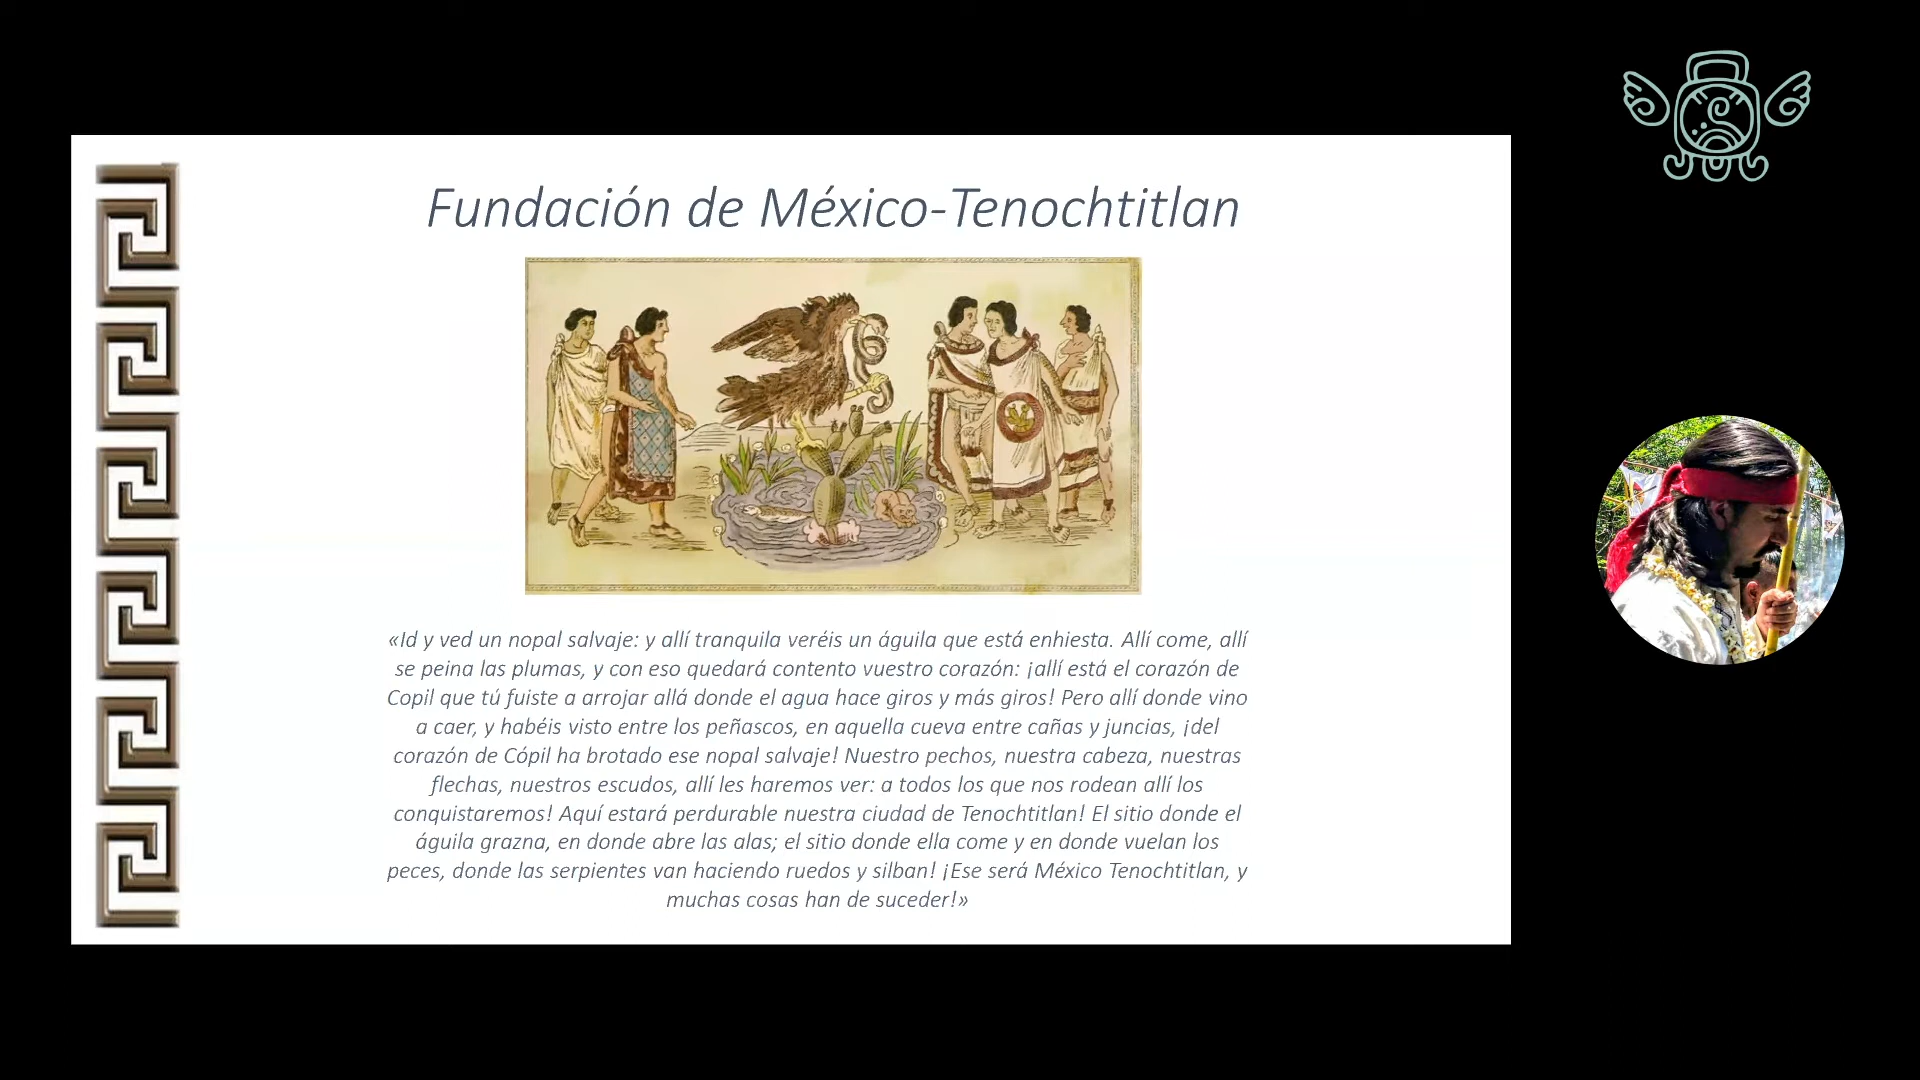 Fundación de México-Tenochtitlan
«Id y ved un nopal salvaje: y allí tranquila veréis un águila que está enhiesta. Allí come, allí
se peina las plumas, y con eso quedará contento vuestro corazón: ¡allí está el corazón de
Copil que tú fuiste a arrojar allá donde el agua hace giros y más giros! Pero allí donde vino
a caer, y habéis visto entre los peñascos, en aquella cueva entre cañas y juncias, ¡del
corazón de Cópil ha brotado ese nopal salvaje! Nuestro pechos, nuestra cabeza, nuestras
flechas, nuestros escudos, allí les haremos ver: a todos los que nos rodean allí los
conquistaremos! Aquí estará perdurable nuestra ciudad de Tenochtitlan! El sitio donde el
águila grazna, en donde abre las alas; el sitio donde ella come y en donde vuelan los
peces, donde las serpientes van haciendo ruedos y silban! ¡Ese será México Tenochtitlan, y
muchas cosas han de suceder!»